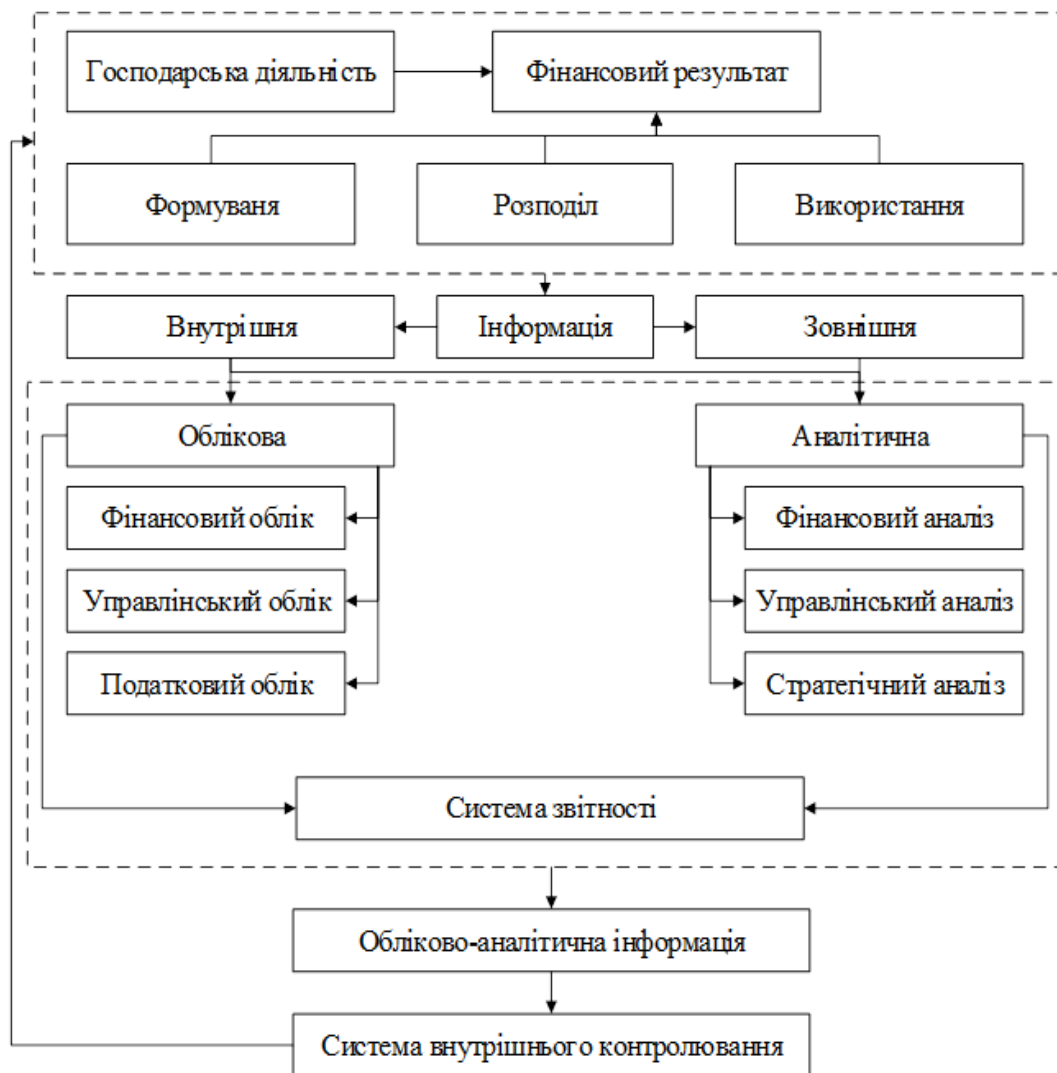 Господарська діяльність
Фінансовий результат
Формуваня
Розподіл
Використання
Внутрішня
Інформація
Зовнішня
Облікова
Аналітична
Фінансовий облік
Фінансовий аналіз
Управлінський облік
Управлінський аналіз
Податковий облік
Стратегічний аналіз
Система звітності
Обліково-аналітична інформація
Система внутрішнього контролювання